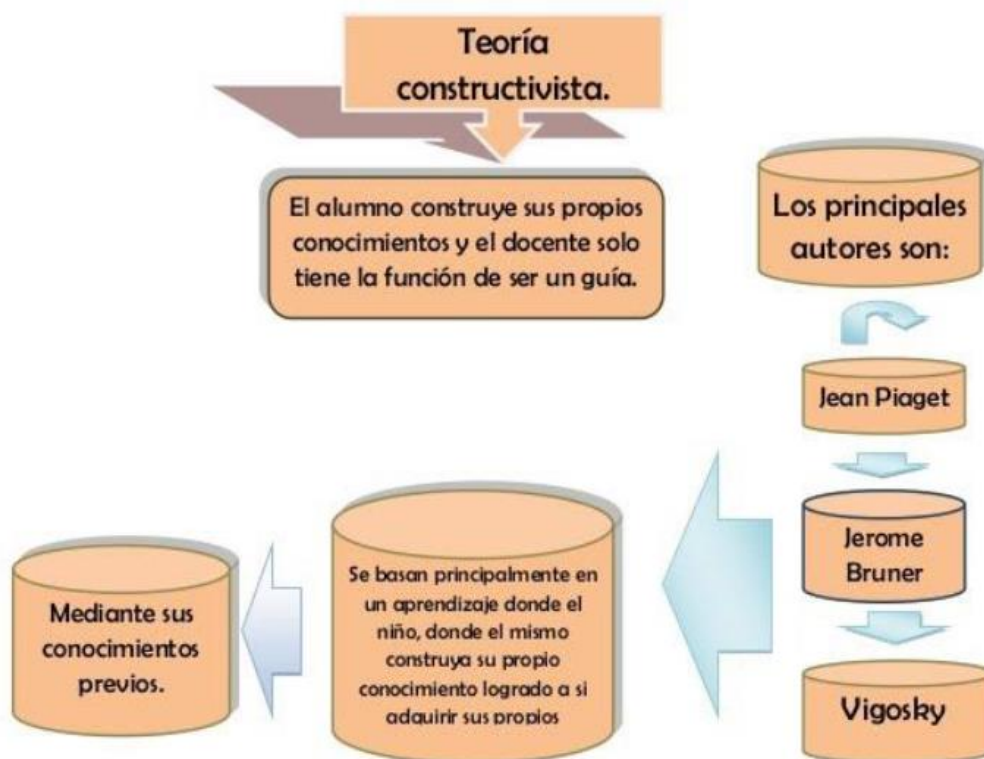 Teoría
constructivista.
El alumno construye sus propios
conocimientos y el docente solo
tiene la función de ser un guía.
Los principales
autores son:
Jean Piaget
Jerome
Bruner
Vigosky
Se basan principalmente en
un aprendizaje donde el
niño, donde el mismo
construya su propio
conocimiento logrado a si
adquirir sus propios
Mediante sus
conocimientos
previos.